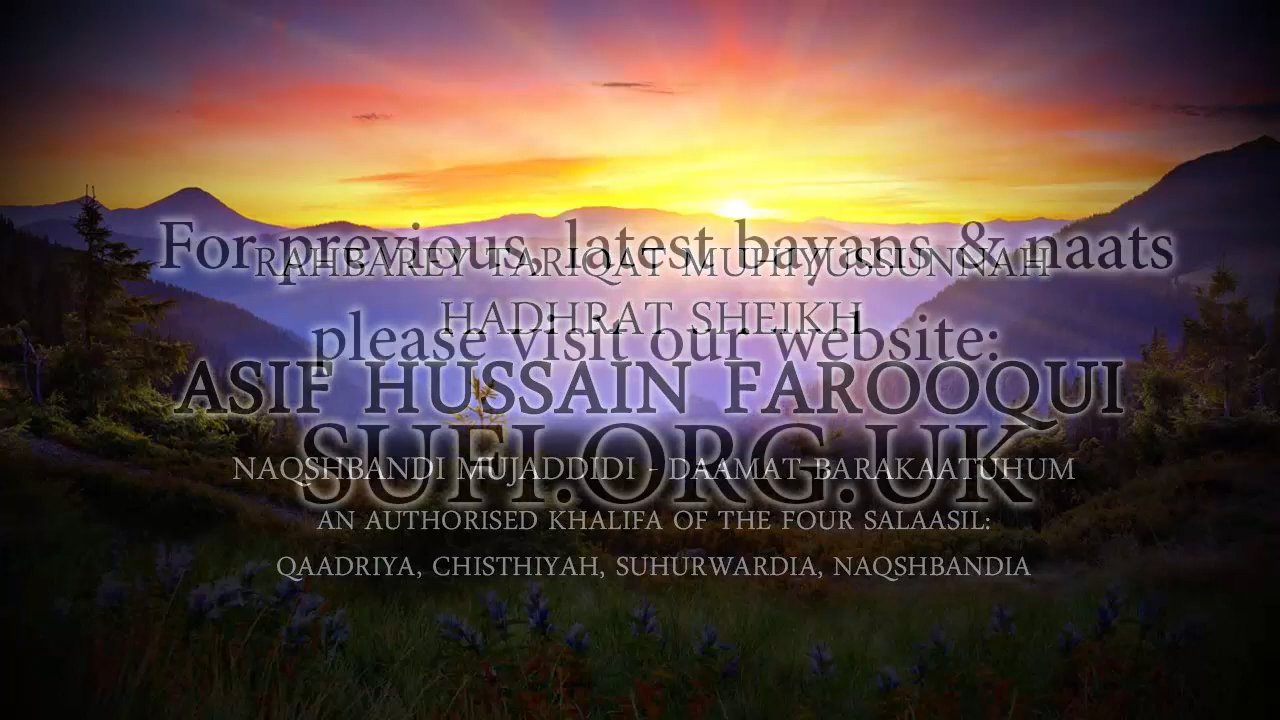 For previous, latest bayans & naats
RAHBAREY TARIQAT MUHIYUSSUNNAH
HADHRAT SHEIKH
please visit our website:
ASIF HUSSAIN FAROOQUI
SUFI.ORG.UK
NAQSHBANDI MUJADDIDI - DAAMAT BARAKAATUHUM
AN AUTHORISED KHALIFA OF THE FOUR SALAASIL:
QAADRIYA, CHISTHIYAH, SUHURWARDIA, NAQSHBANDIA